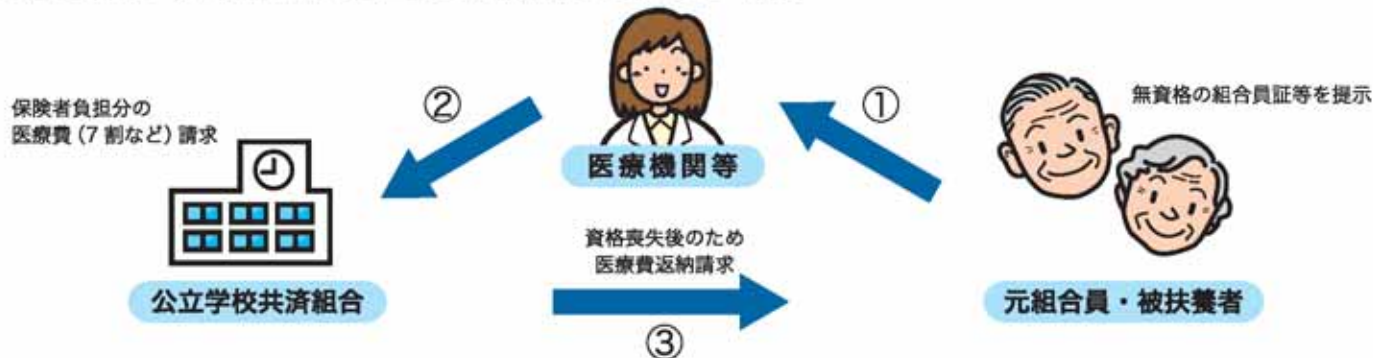 ②
①
保険者負担分の
医療費(7割など)請求
無資格の組合員証等を提示
医療機関等
資格喪失後のため
医療費返納請求
公立学校共済組合
元組合員・被扶養者
③